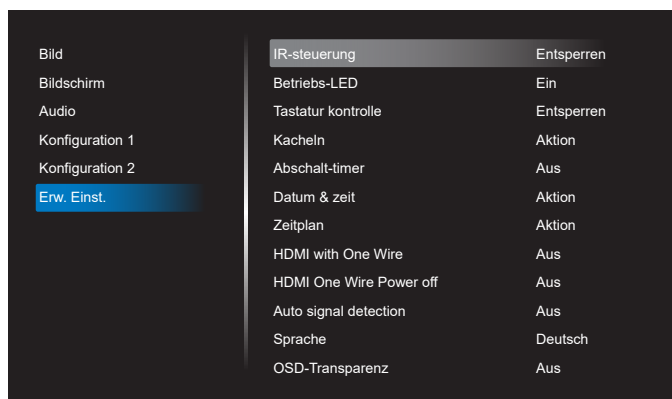 Bild
Bildschirm
Audio
Konfiguration 1
Konfiguration 2
Erw. Einst.
IR-steuerung Entsperren
Betriebs-LED Ein
Tastatur kontrolle Entsperren
Kacheln Aktion
Abschalt-timer Aus
Datum & zeit Aktion
Zeitplan Aktion
HDMI with One Wire Aus
HDMI One Wire Power off Aus
Auto signal detection Aus
Sprache Deutsch
OSD-Transparenz Aus